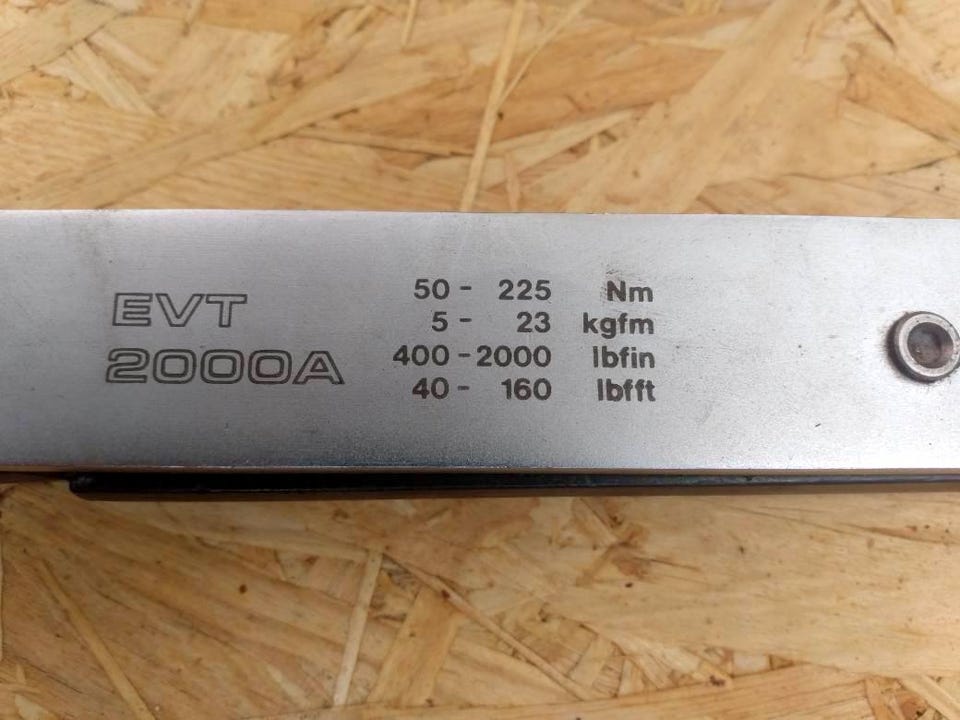 EVT
2000A
50 - 225 Nm
5 - 23 kgfm
400 - 2000 lbfin
40 - 160 lbfft